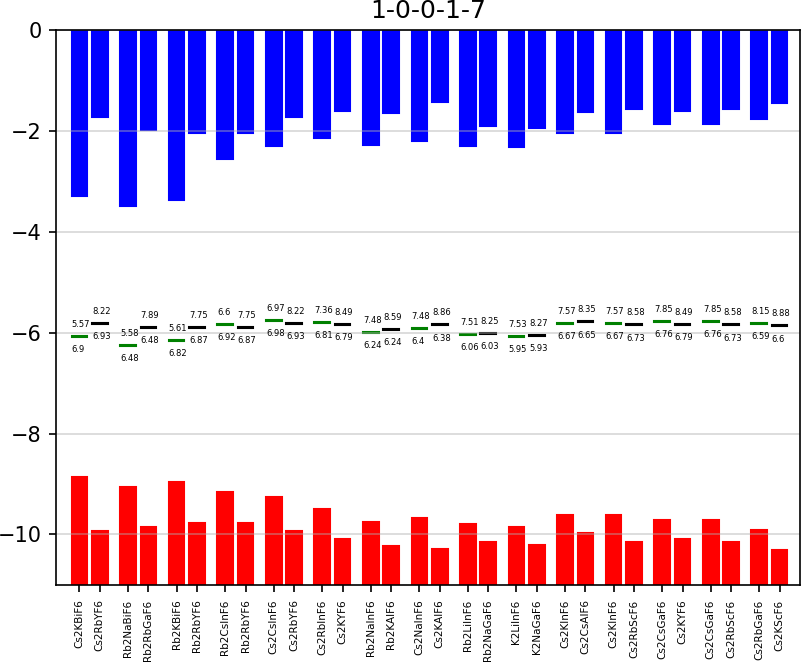 1-0-0-1-7
0
−2
−4
−6
−8
−10
5.57 8.22 5.58 7.89 5.61 7.75 6.6 7.75 6.97 8.22 7.36 8.49 7.48 8.59 7.48 8.86 7.51 8.25 7.53 8.27 7.57 8.35 7.57 8.58 7.85 8.49 7.85 8.58 8.15 8.88
6.9 6.93 6.48 6.48 6.82 6.87 6.92 6.87 6.98 6.93 6.81 6.79 6.24 6.24 6.4 6.38 6.06 6.03 5.95 5.93 6.67 6.65 6.67 6.73 6.76 6.79 6.76 6.73 6.59 6.6
Cs2KBiF6
Cs2RbYF6
Rb2NaBiF6
Rb2RbGaF6
Rb2KBiF6
Rb2RbYF6
Rb2CsInF6
Rb2RbYF6
Cs2CsInF6
Cs2RbYF6
Cs2RbInF6
Cs2KYF6
Rb2NaInF6
Rb2KAlF6
Cs2NaInF6
Cs2KAlF6
Rb2LiInF6
Rb2NaGaF6
K2LiInF6
K2NaGaF6
Cs2KInF6
Cs2CsAlF6
Cs2KInF6
Cs2RbScF6
Cs2CsGaF6
Cs2KYF6
Cs2CsGaF6
Cs2RbScF6
Cs2RbGaF6
Cs2KScF6